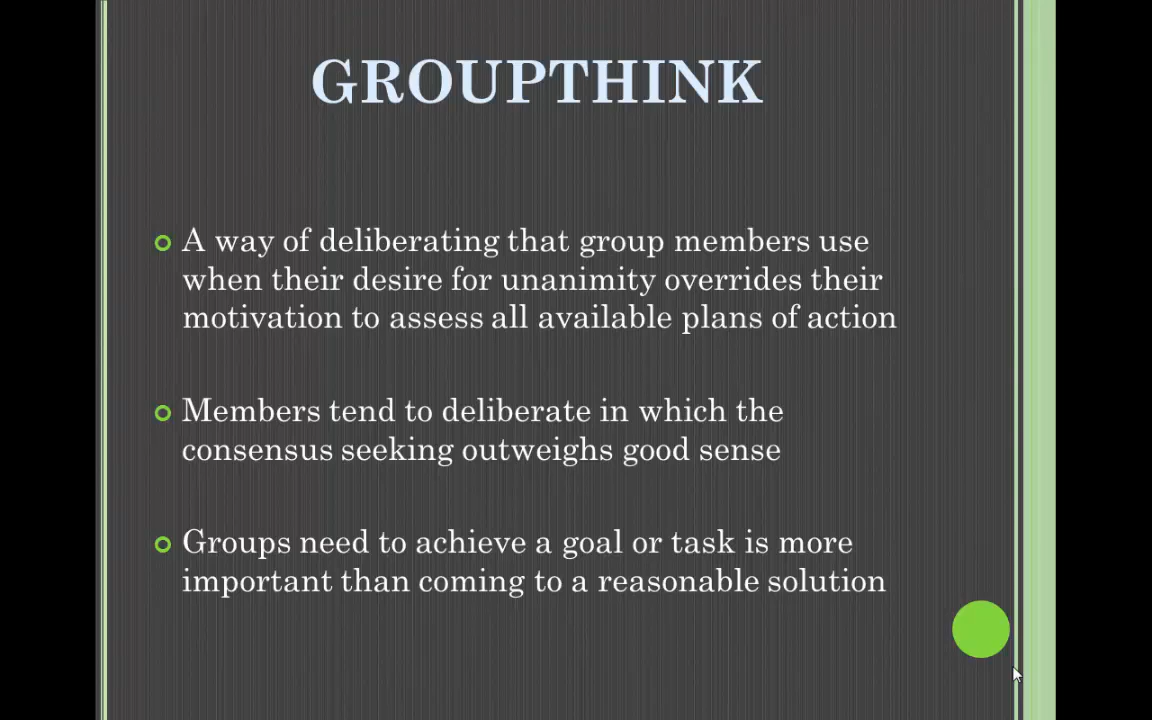 GROUPTHINK
A way of deliberating that group members use
when their desire for unanimity overrides their
motivation to assess all available plans of action
Members tend to deliberate in which the
consensus seeking outweighs good sense
Groups need to achieve a goal or task is more
important than coming to a reasonable solution